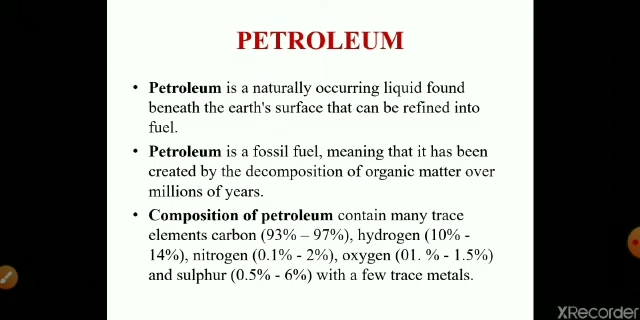 PETROLEUM
• Petroleum is a naturally occurring liquid found
beneath the earth's surface that can be refined into
fuel.
• Petroleum is a fossil fuel, meaning that it has been
created by the decomposition of organic matter over
millions of years.
• Composition of petroleum contain many trace
elements carbon (93% – 97%), hydrogen (10% -
14%), nitrogen (0.1% - 2%), oxygen (01. % - 1.5%)
and sulphur (0.5% - 6%) with a few trace metals.
XRecorder